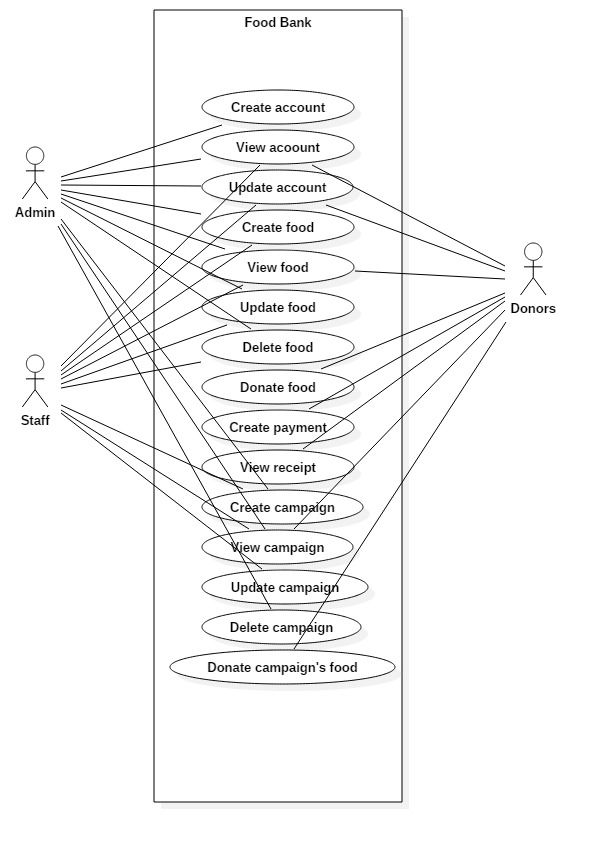 Food Bank
Create account
View aoount
Update account
Create food
View food
Update food
Delete food
Donate food
Create payment
View receipt
Create campaign
View campaign
Update campaign
Delete campaign
Donate campaign's food
Admin
Staff
Donors